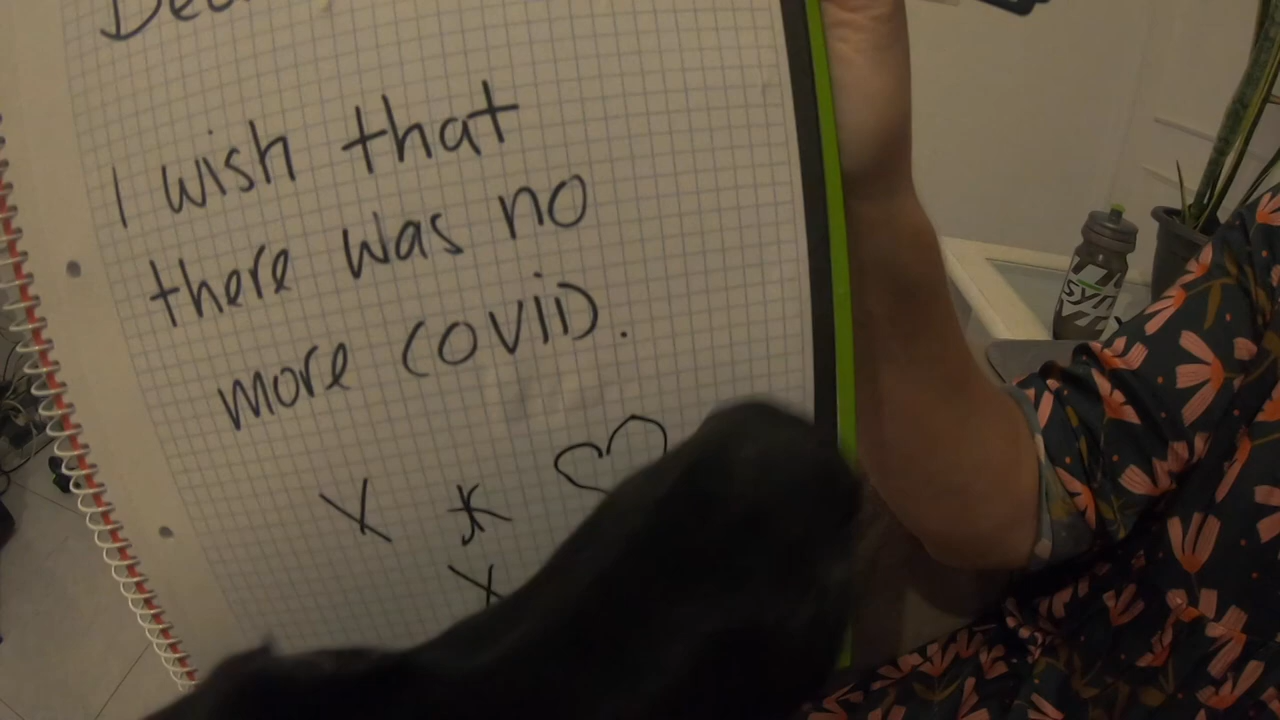 I wish that
there was no
more COVID.
X
X